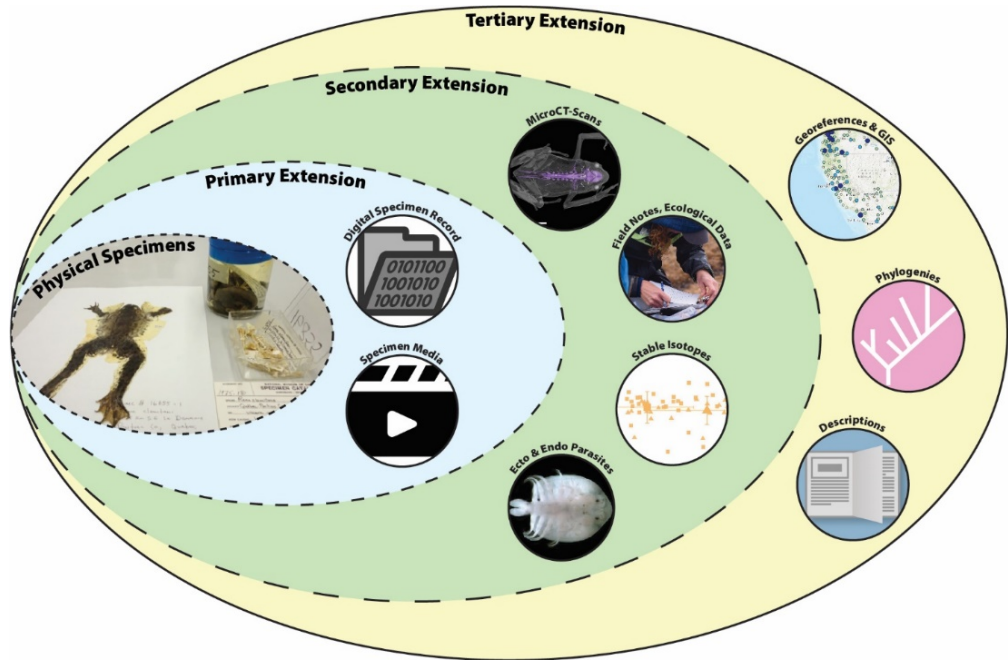 Tertiary Extension
Secondary Extension
MicroCT-Scans
Georeferences & GIS
Primary Extension
Digital Specimen Record
0101100
1001010
1001010
Field Notes, Ecological Data
Physical Specimens
Phylogenies
Specimen Media
Stable Isotopes
Ecto & Endo Parasites
Descriptions